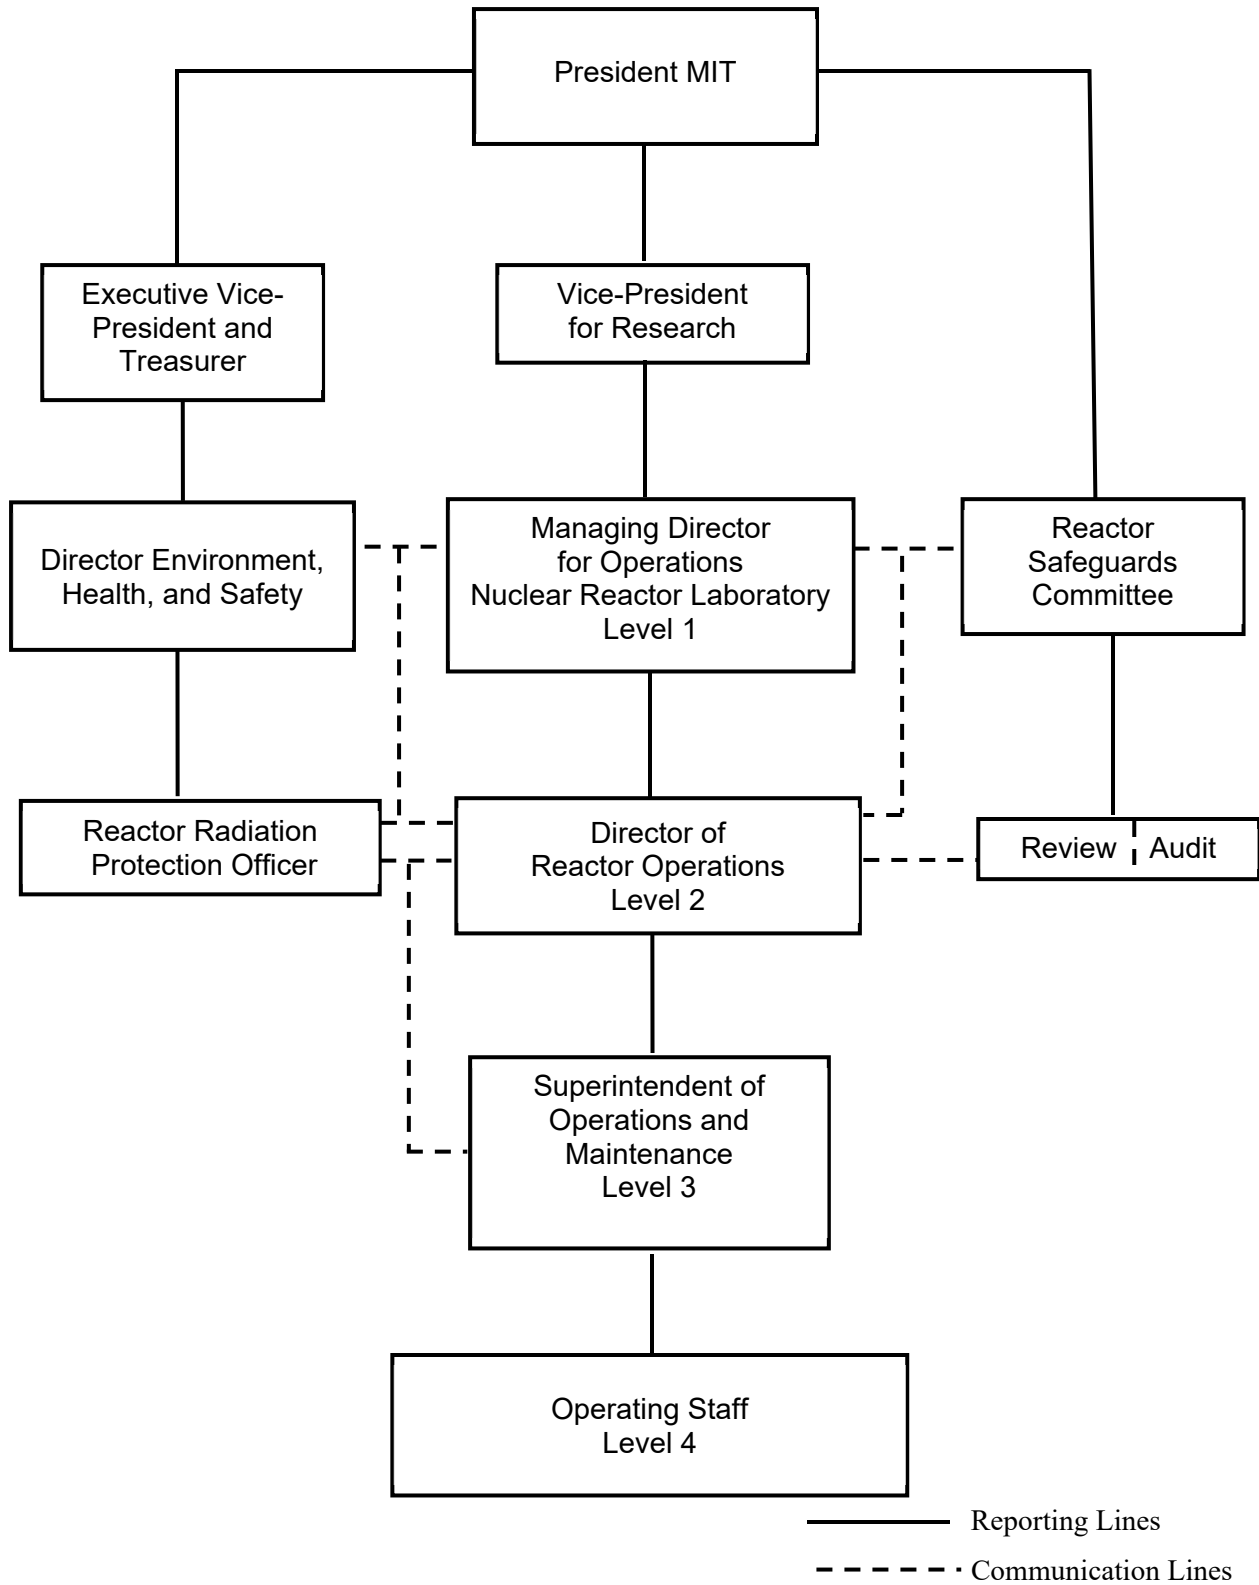 President MIT
Executive Vice-
President and
Treasurer
Vice-President
for Research
Director Environment,
Health, and Safety
Managing Director
for Operations
Nuclear Reactor Laboratory
Level 1
Reactor
Safeguards
Committee
Reactor Radiation
Protection Officer
Director of
Reactor Operations
Level 2
Review Audit
Superintendent of
Operations and
Maintenance
Level 3
Operating Staff
Level 4
Reporting Lines
Communication Lines